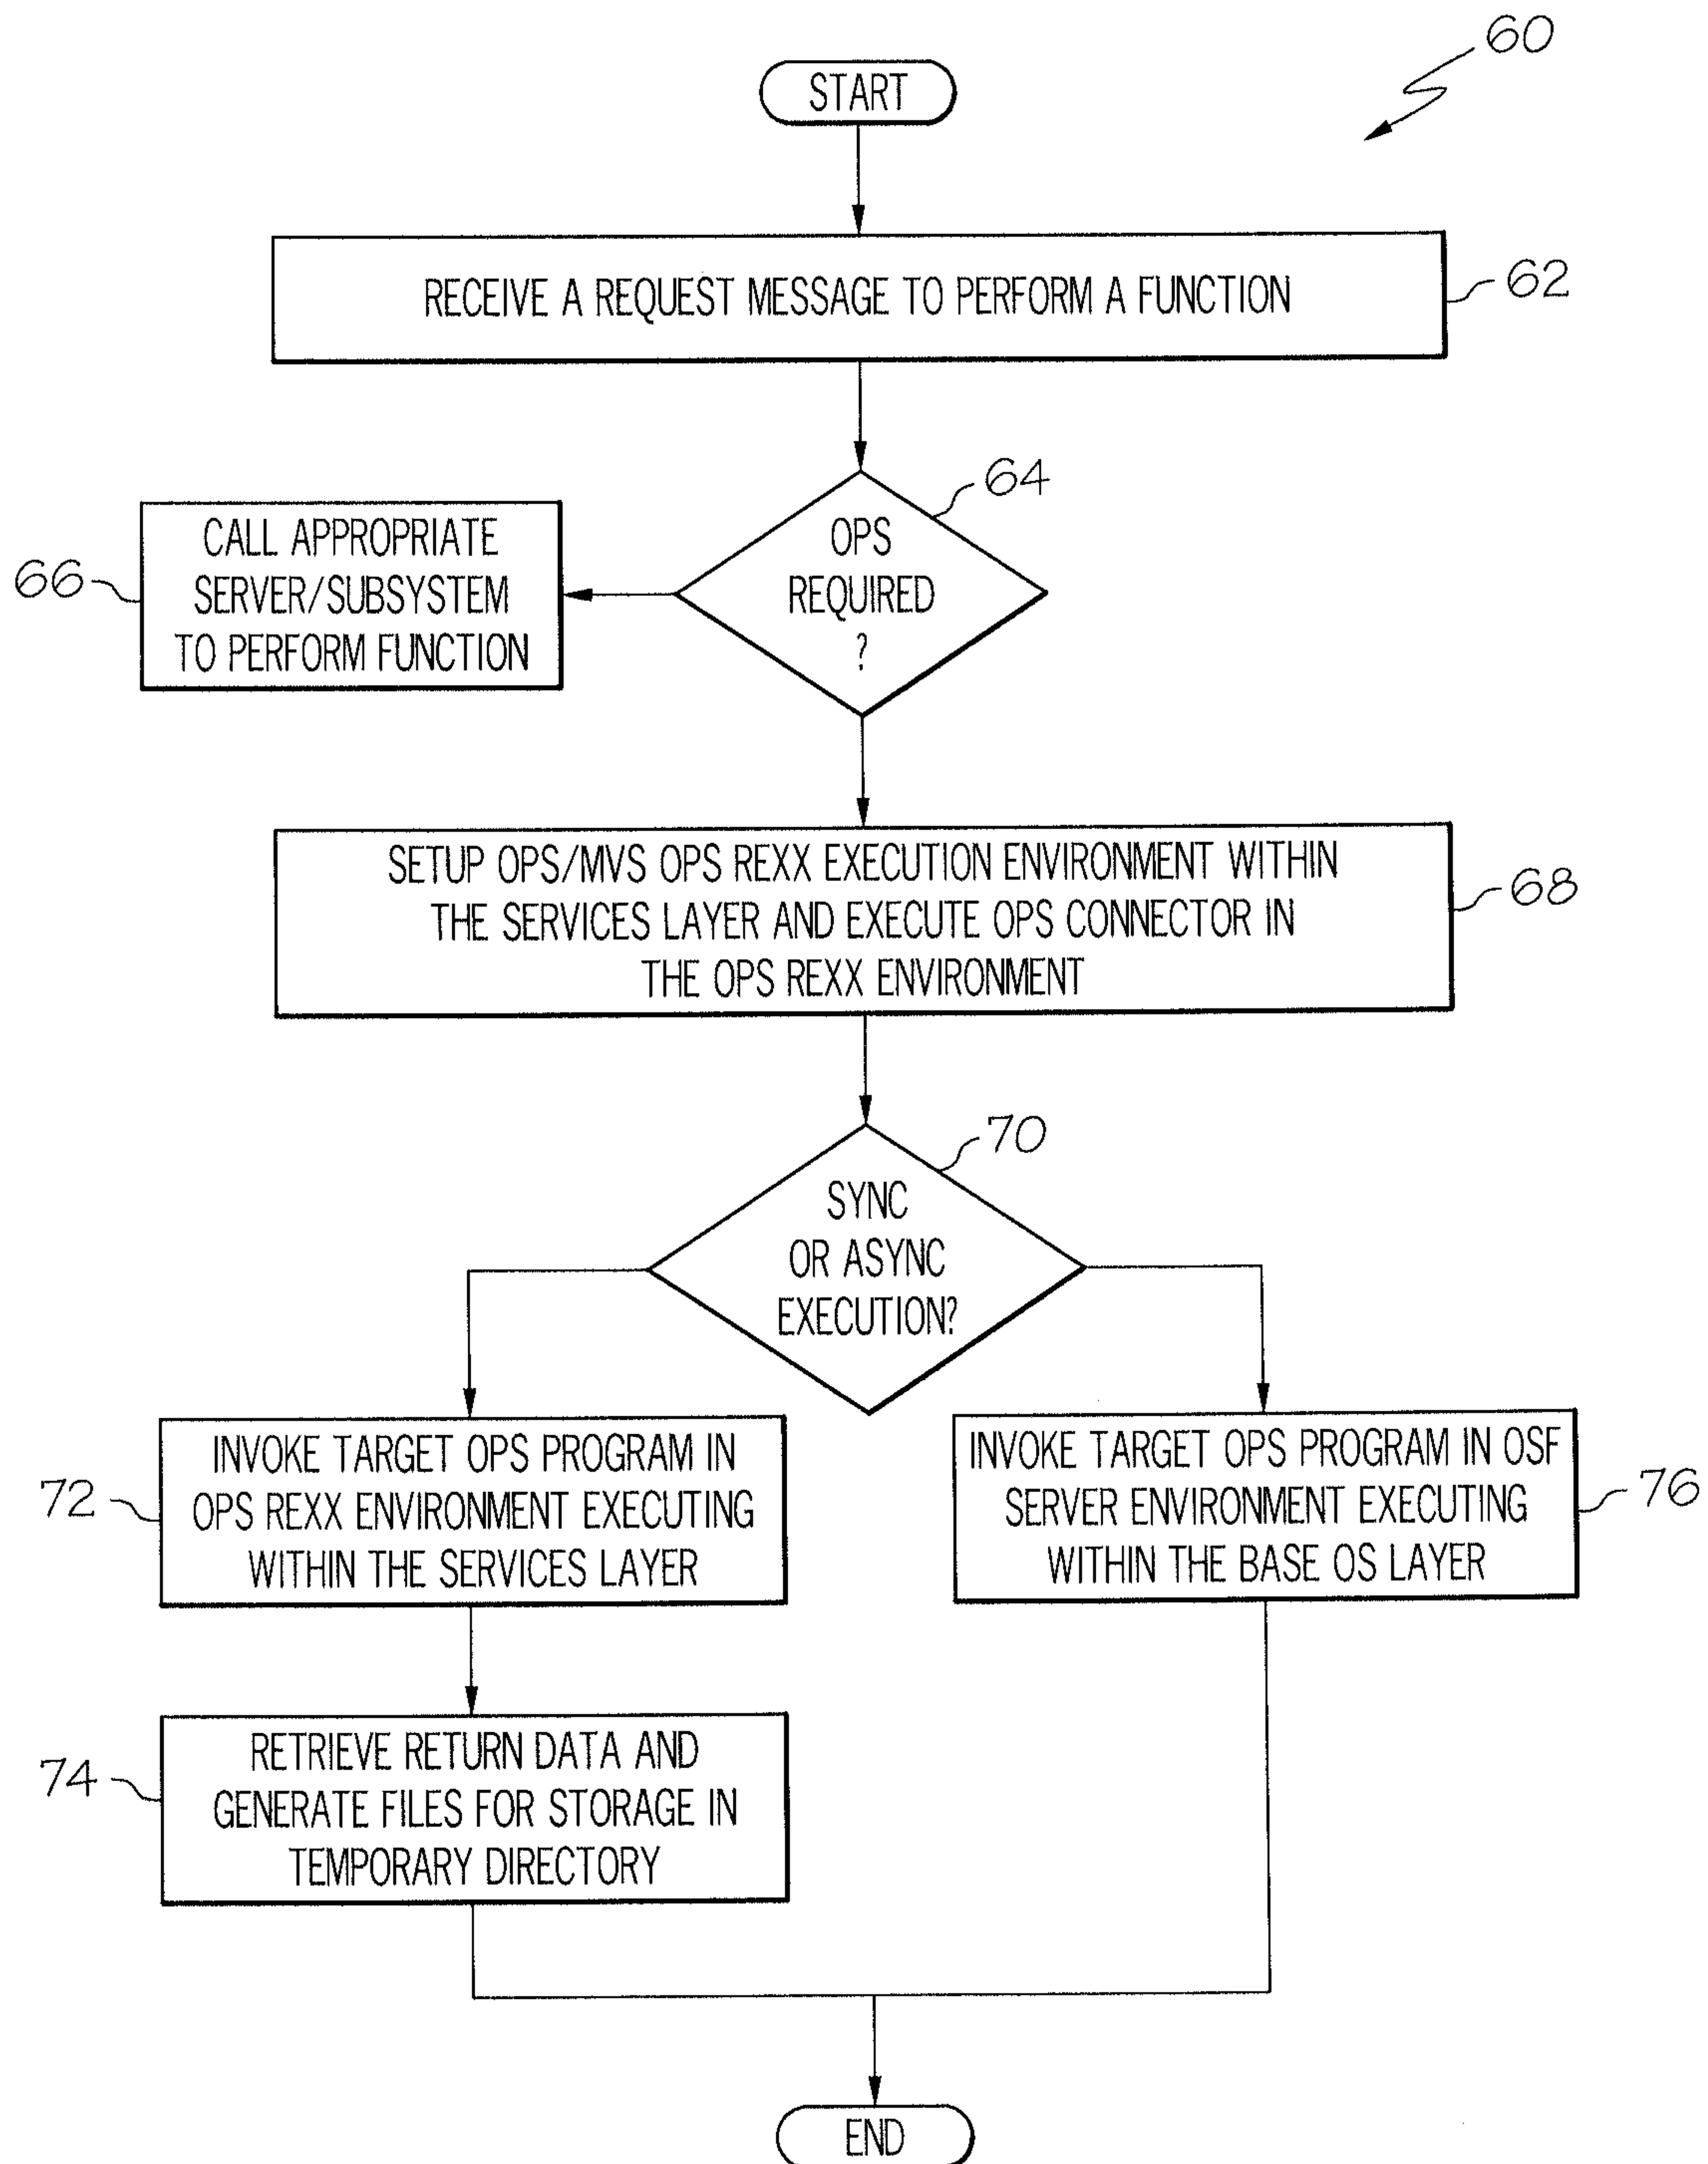 60
START
RECEIVE A REQUEST MESSAGE TO PERFORM A FUNCTION
62
64
OPS
REQUIRED
?
66
CALL APPROPRIATE
SERVER/SUBSYSTEM
TO PERFORM FUNCTION
SETUP OPS/MVS OPS REXX EXECUTION ENVIRONMENT WITHIN
THE SERVICES LAYER AND EXECUTE OPS CONNECTOR IN
THE OPS REXX ENVIRONMENT
68
70
SYNC
OR ASYNC
EXECUTION?
72
INVOKE TARGET OPS PROGRAM IN
OPS REXX ENVIRONMENT EXECUTING
WITHIN THE SERVICES LAYER
INVOKE TARGET OPS PROGRAM IN OSF
SERVER ENVIRONMENT EXECUTING
WITHIN THE BASE OS LAYER
76
74
RETRIEVE RETURN DATA AND
GENERATE FILES FOR STORAGE IN
TEMPORARY DIRECTORY
END